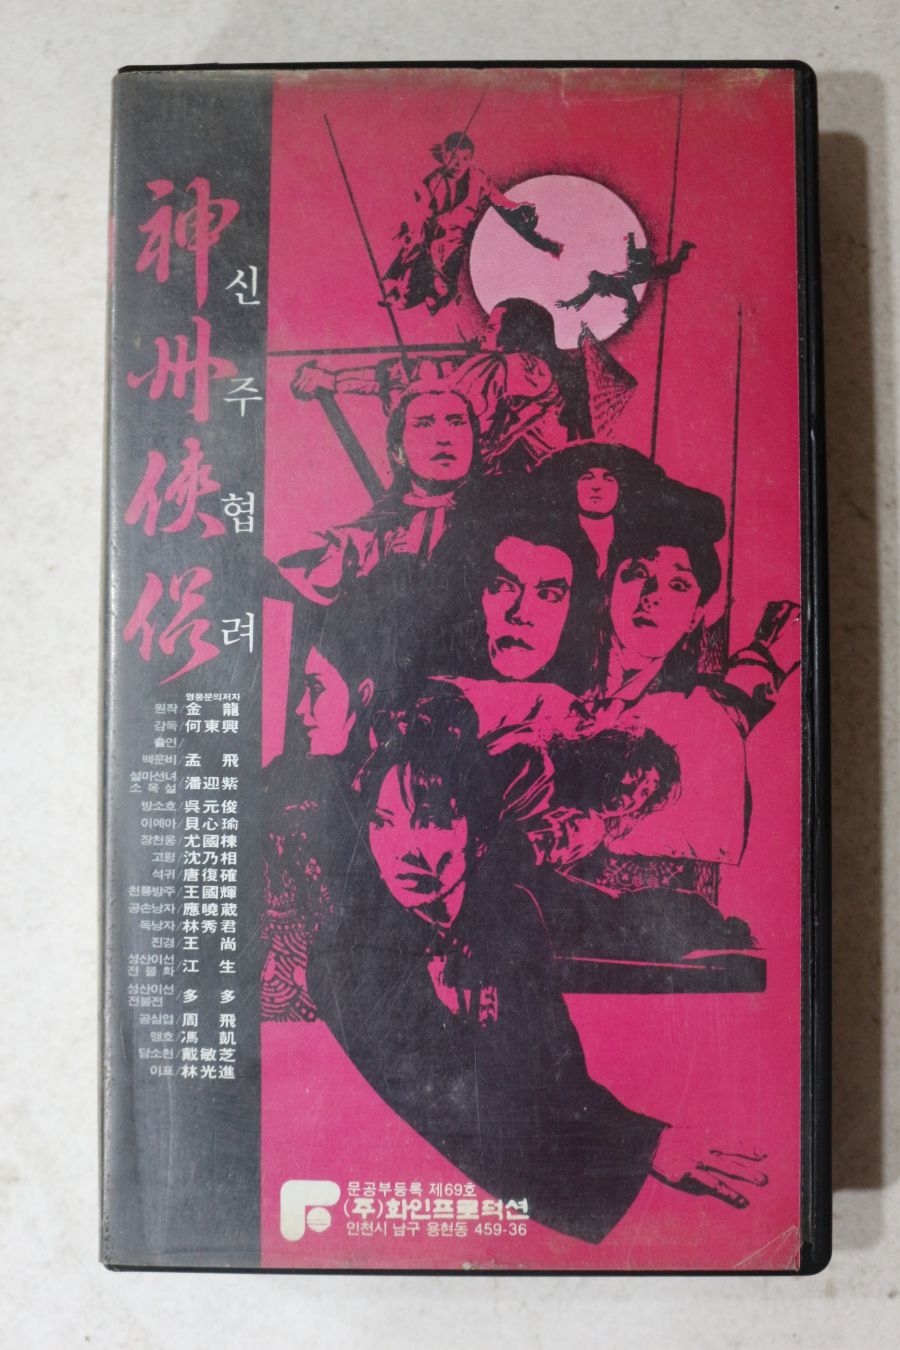 神州俠侶
신주협려
영웅문의저자
원작/金龍
감독/何東興
출연/
백운비/孟飛
설마선녀
소옥설/潘迎紫
방소호/吳元俊
이예아/貝心瑜
장천웅/尤國棟
고평/沈乃相
석귀/唐復確
천룡방주/王國輝
공손낭자/應曉葳
독낭자/林秀君
진경/王尙
성산이선
전불화/江生
성산이선
전불전/多多
공심엽/周飛
맹호/馮凱
담소천/戴敏芝
이표/林光進
문공부등록 제69호
(주)화인프로덕션
인천시 남구 용현동 459-36